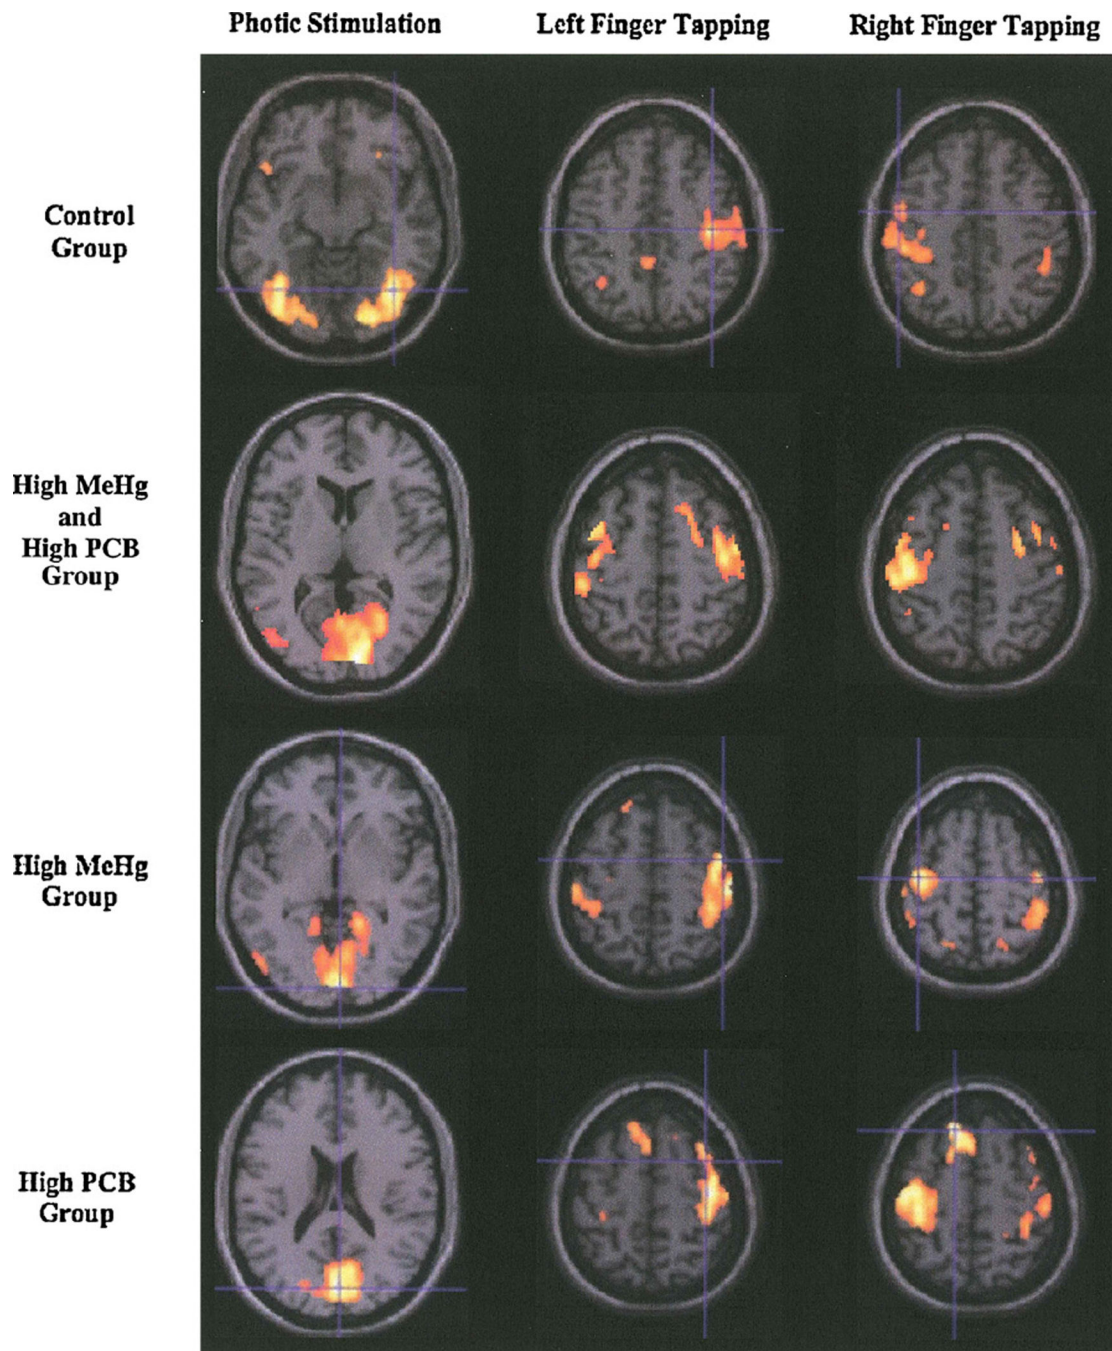 Photic Stimulation
Left Finger Tapping
Right Finger Tapping
Control
Group
High MeHg
and
High PCB
Group
High MeHg
Group
High PCB
Group